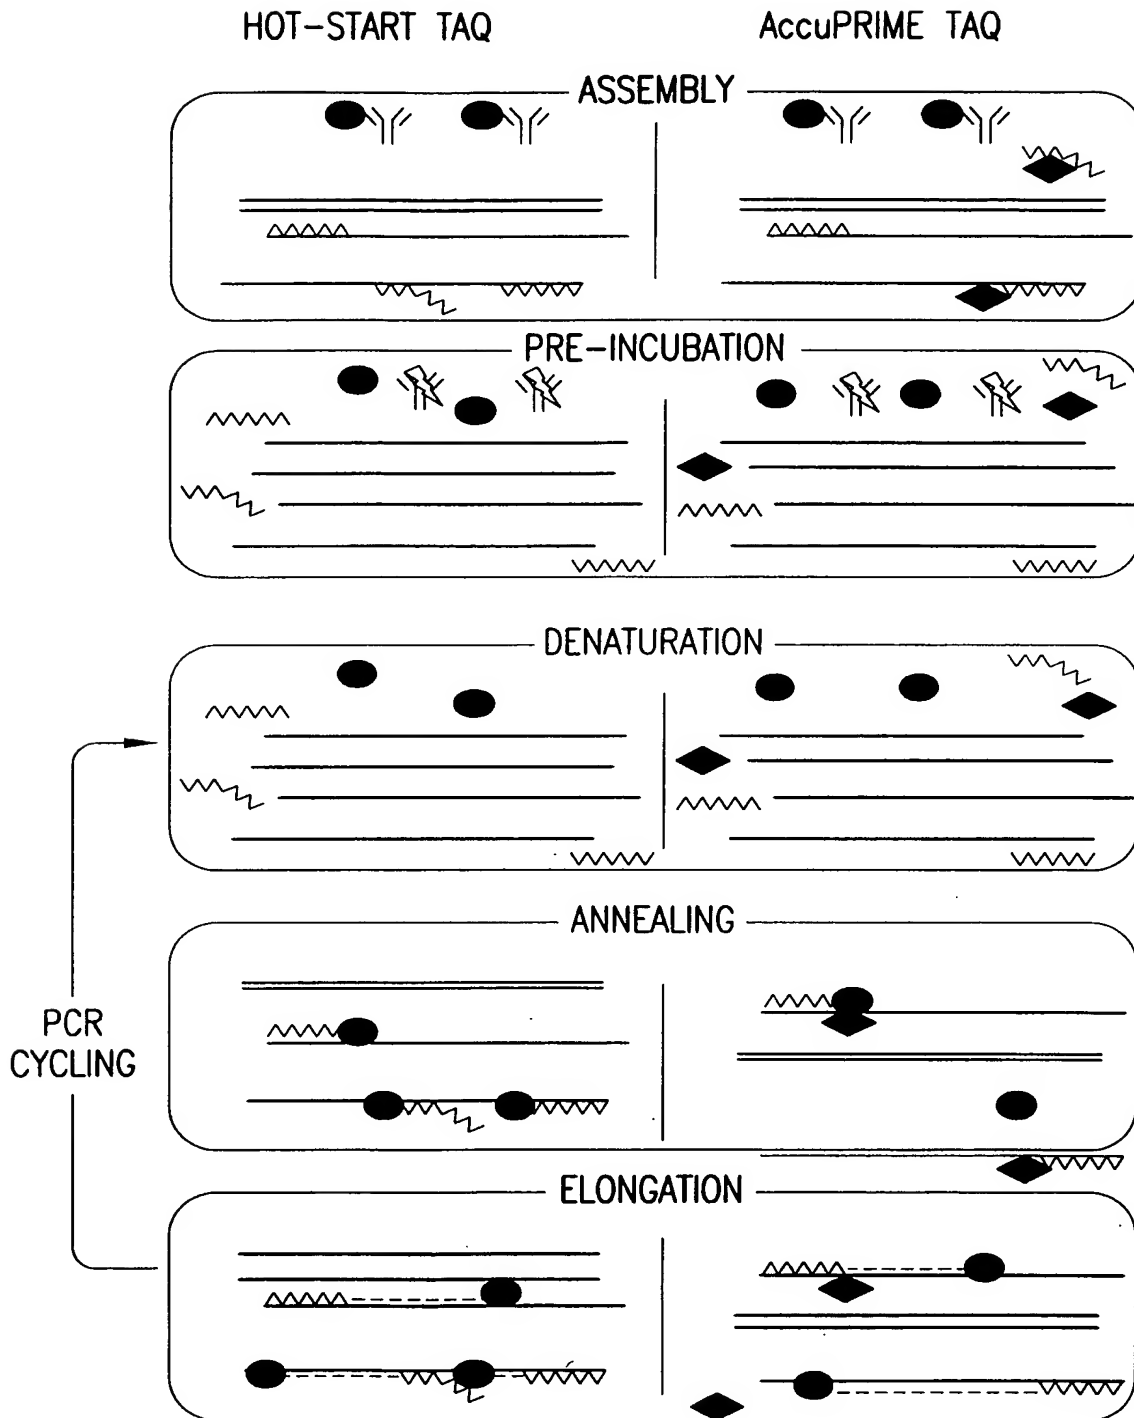 HOT-START TAQ
AccuPRIME TAQ
ASSEMBLY
PRE-INCUBATION
DENATURATION
ANNEALING
PCR
CYCLING
ELONGATION